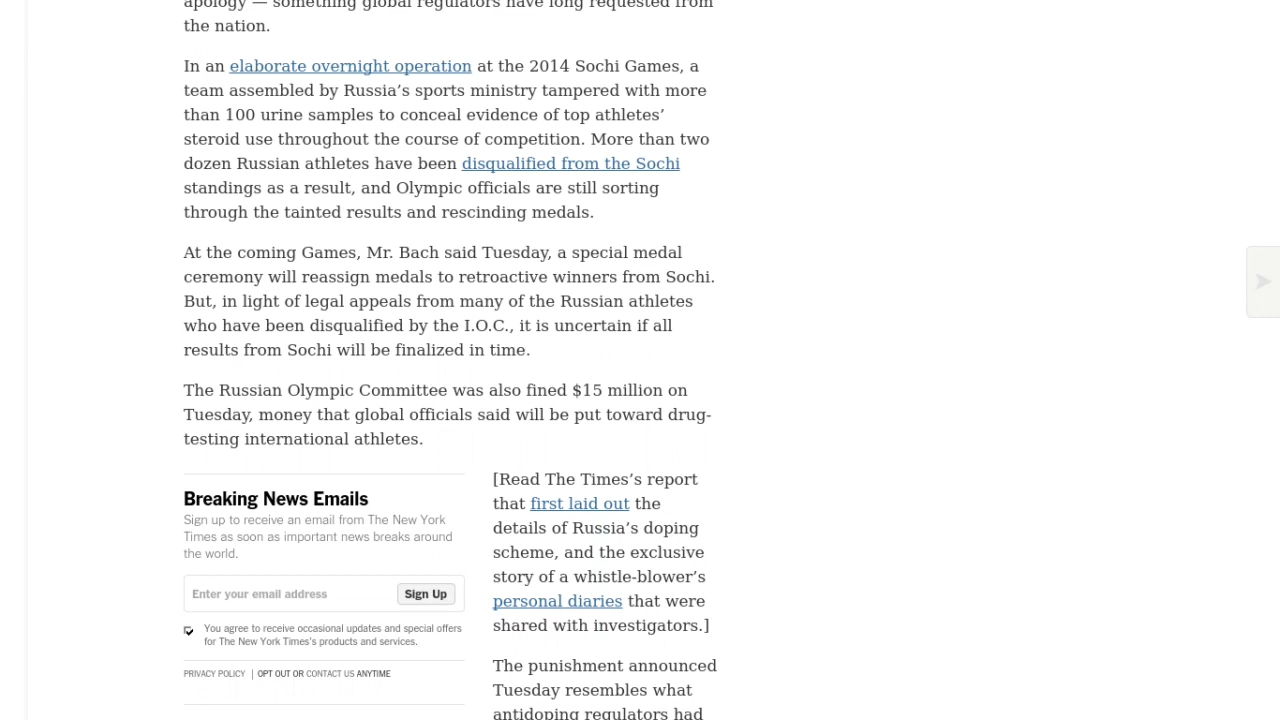 apology — something global regulators have long requested from
the nation.
In an elaborate overnight operation at the 2014 Sochi Games, a
team assembled by Russia’s sports ministry tampered with more
than 100 urine samples to conceal evidence of top athletes’
steroid use throughout the course of competition. More than two
dozen Russian athletes have been disqualified from the Sochi
standings as a result, and Olympic officials are still sorting
through the tainted results and rescinding medals.
At the coming Games, Mr. Bach said Tuesday, a special medal
ceremony will reassign medals to retroactive winners from Sochi.
But, in light of legal appeals from many of the Russian athletes
who have been disqualified by the I.O.C., it is uncertain if all
results from Sochi will be finalized in time.
The Russian Olympic Committee was also fined $15 million on
Tuesday, money that global officials said will be put toward drug-
testing international athletes.
Breaking News Emails
Sign up to receive an email from The New York
Times as soon as important news breaks around
the world.
Enter your email address
Sign Up
You agree to receive occasional updates and special offers
for The New York Times's products and services.
PRIVACY POLICY | OPT OUT OR CONTACT US ANYTIME
[Read The Times’s report
that first laid out the
details of Russia’s doping
scheme, and the exclusive
story of a whistle-blower’s
personal diaries that were
shared with investigators.]
The punishment announced
Tuesday resembles what
antidoping regulators had